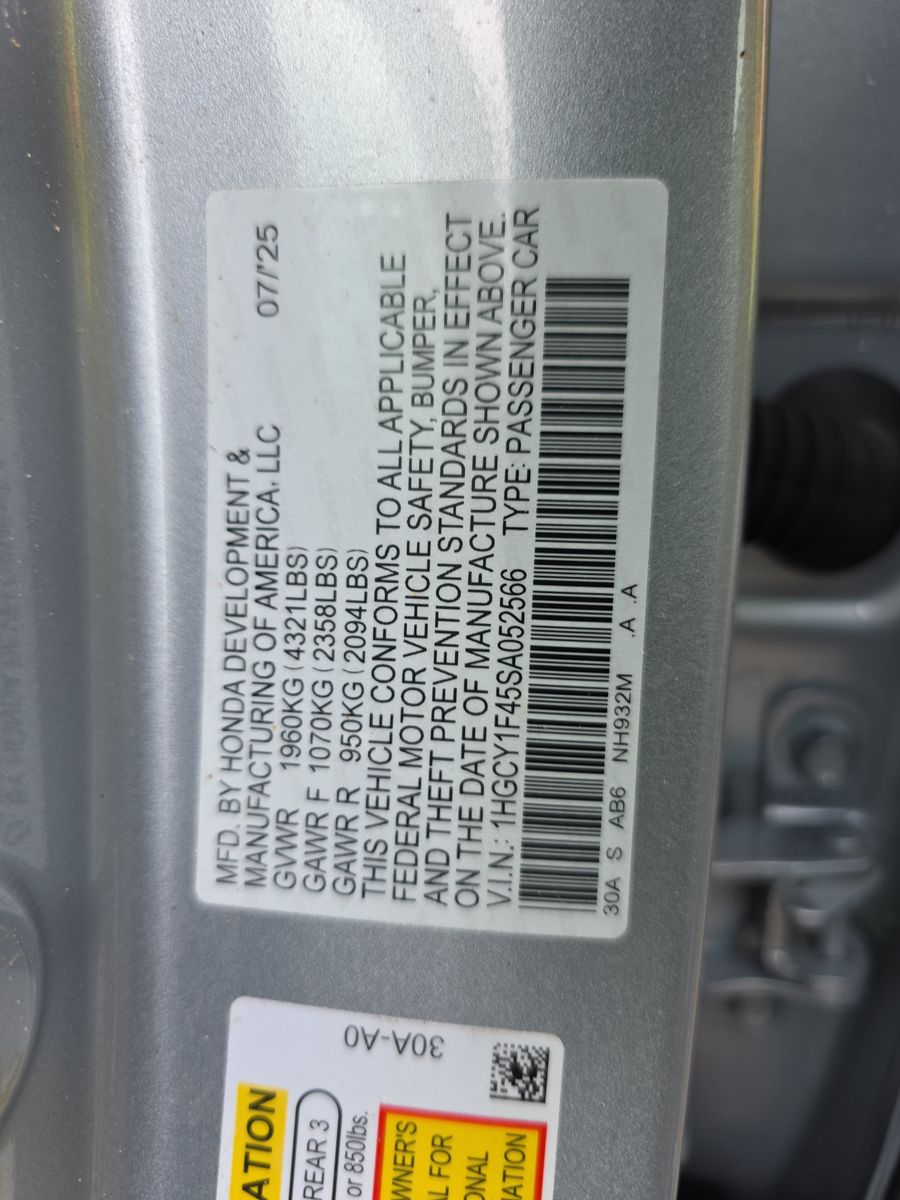 MFD. BY HONDA DEVELOPMENT &
MANUFACTURING OF AMERICA, LLC 07/'25
GVWR 1960KG (4321LBS)
GAWR F 1070KG (2358LBS)
GAWR R 950KG (2094LBS)
THIS VEHICLE CONFORMS TO ALL APPLICABLE
FEDERAL MOTOR VEHICLE SAFETY, BUMPER,
AND THEFT PREVENTION STANDARDS IN EFFECT
ON THE DATE OF MANUFACTURE SHOWN ABOVE.
V.I.N.: 1HGCY1F45SA052566 TYPE: PASSENGER CAR
30A S AB6 NH932M .A .A
30A-A0
ATION
REAR 3
or 850lbs.
WNER'S
L FOR
ONAL
ATION